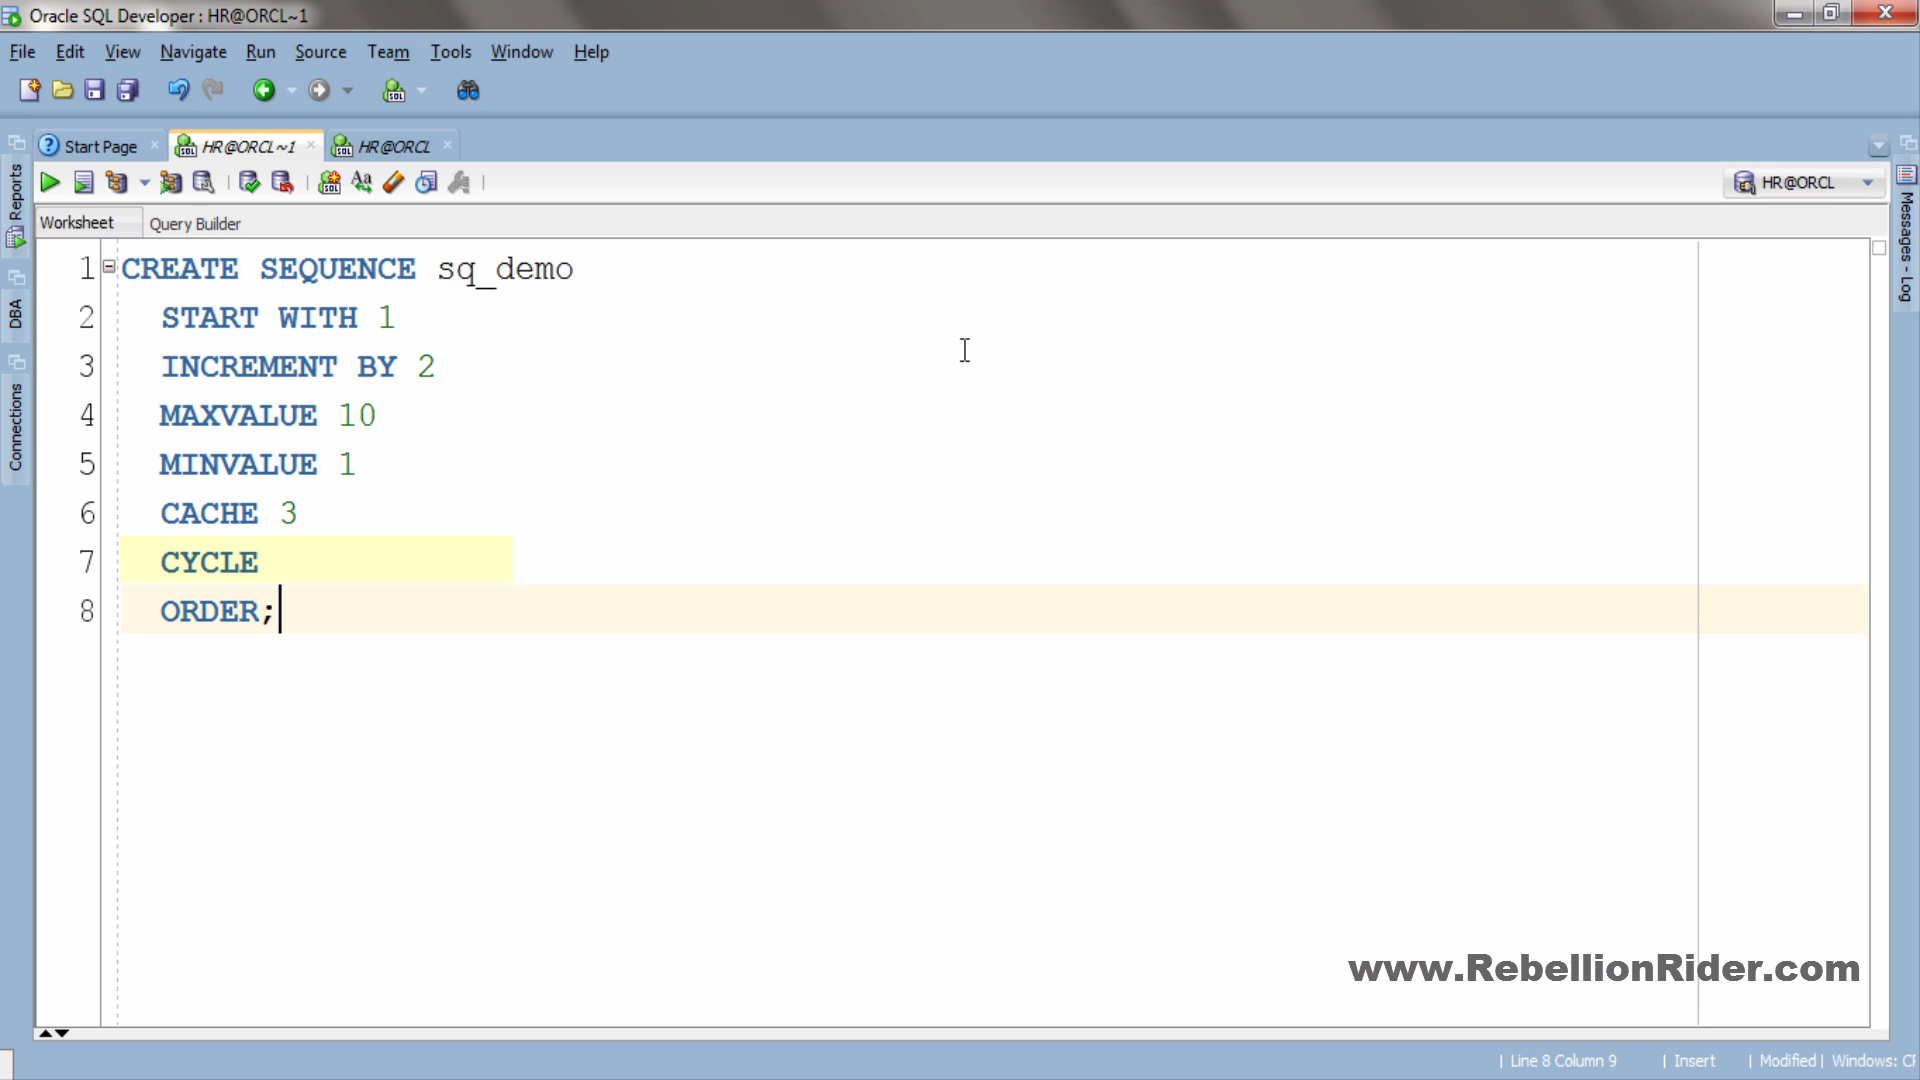 Oracle SQL Developer : HR@ORCL~1
File Edit View Navigate Run Source Team Tools Window Help
Start Page HR@ORCL~1 HR@ORCL
HR@ORCL
Worksheet Query Builder
Reports
DBA
Connections
Messages - Log
1 CREATE SEQUENCE sq_demo
2 START WITH 1
3 INCREMENT BY 2
4 MAXVALUE 10
5 MINVALUE 1
6 CACHE 3
7 CYCLE
8 ORDER;
www.RebellionRider.com
| Line 8 Column 9 | Insert | Modified | Windows: CR